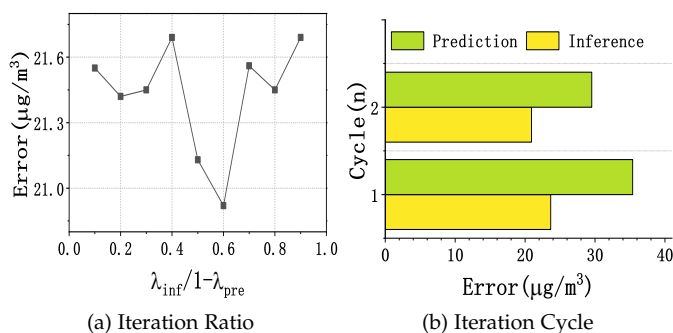 Error(μg/m³)
21.6
21.3
21.0
0.0 0.2 0.4 0.6 0.8 1.0
λinf/1-λpre
(a) Iteration Ratio
Prediction Inference
Cycle(n)
2
1
0 10 20 30 40
Error(μg/m³)
(b) Iteration Cycle